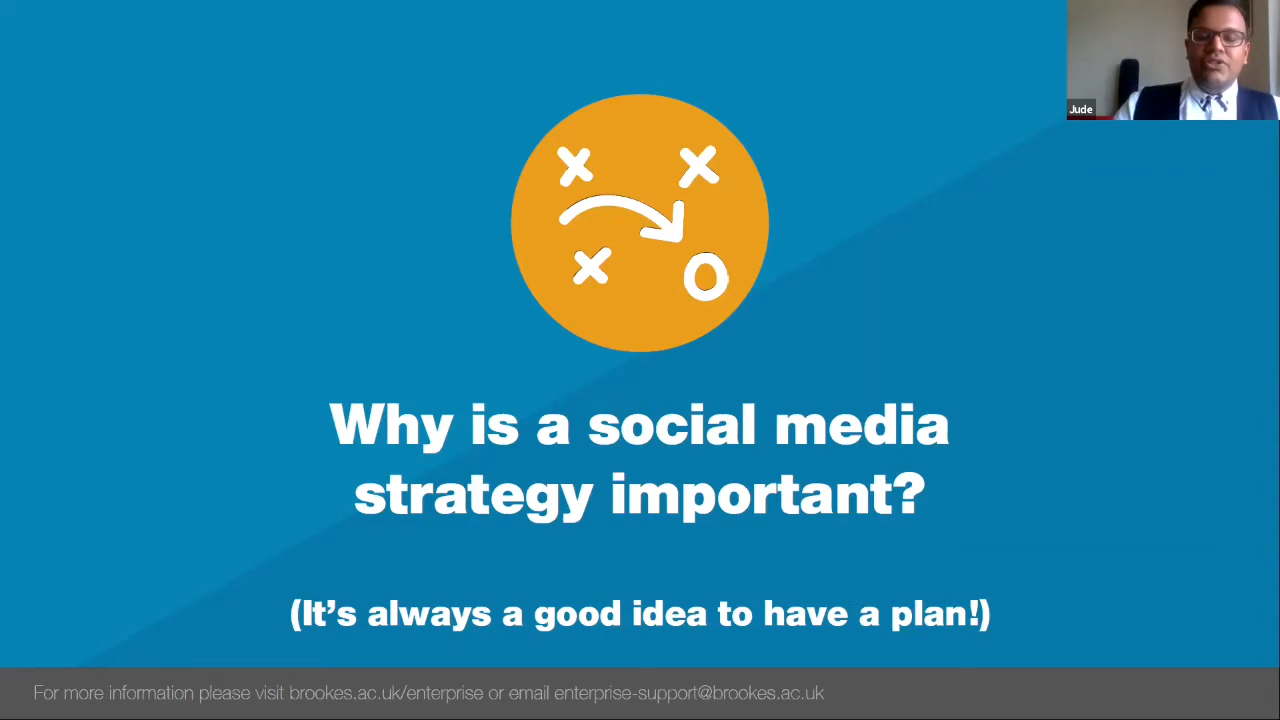 Jude
Why is a social media
strategy important?
(It’s always a good idea to have a plan!)
For more information please visit brookes.ac.uk/enterprise or email enterprise-support@brookes.ac.uk